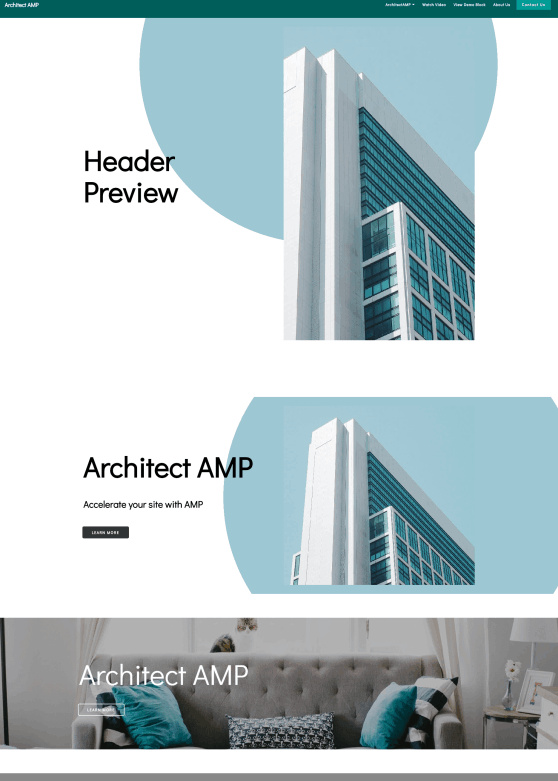 Architect AMP
ArchitectAMP
Watch Video
View Demo Block
About Us
Contact Us
Header
Preview
Architect AMP
Accelerate your site with AMP
LEARN MORE
Architect AMP
LEARN MORE